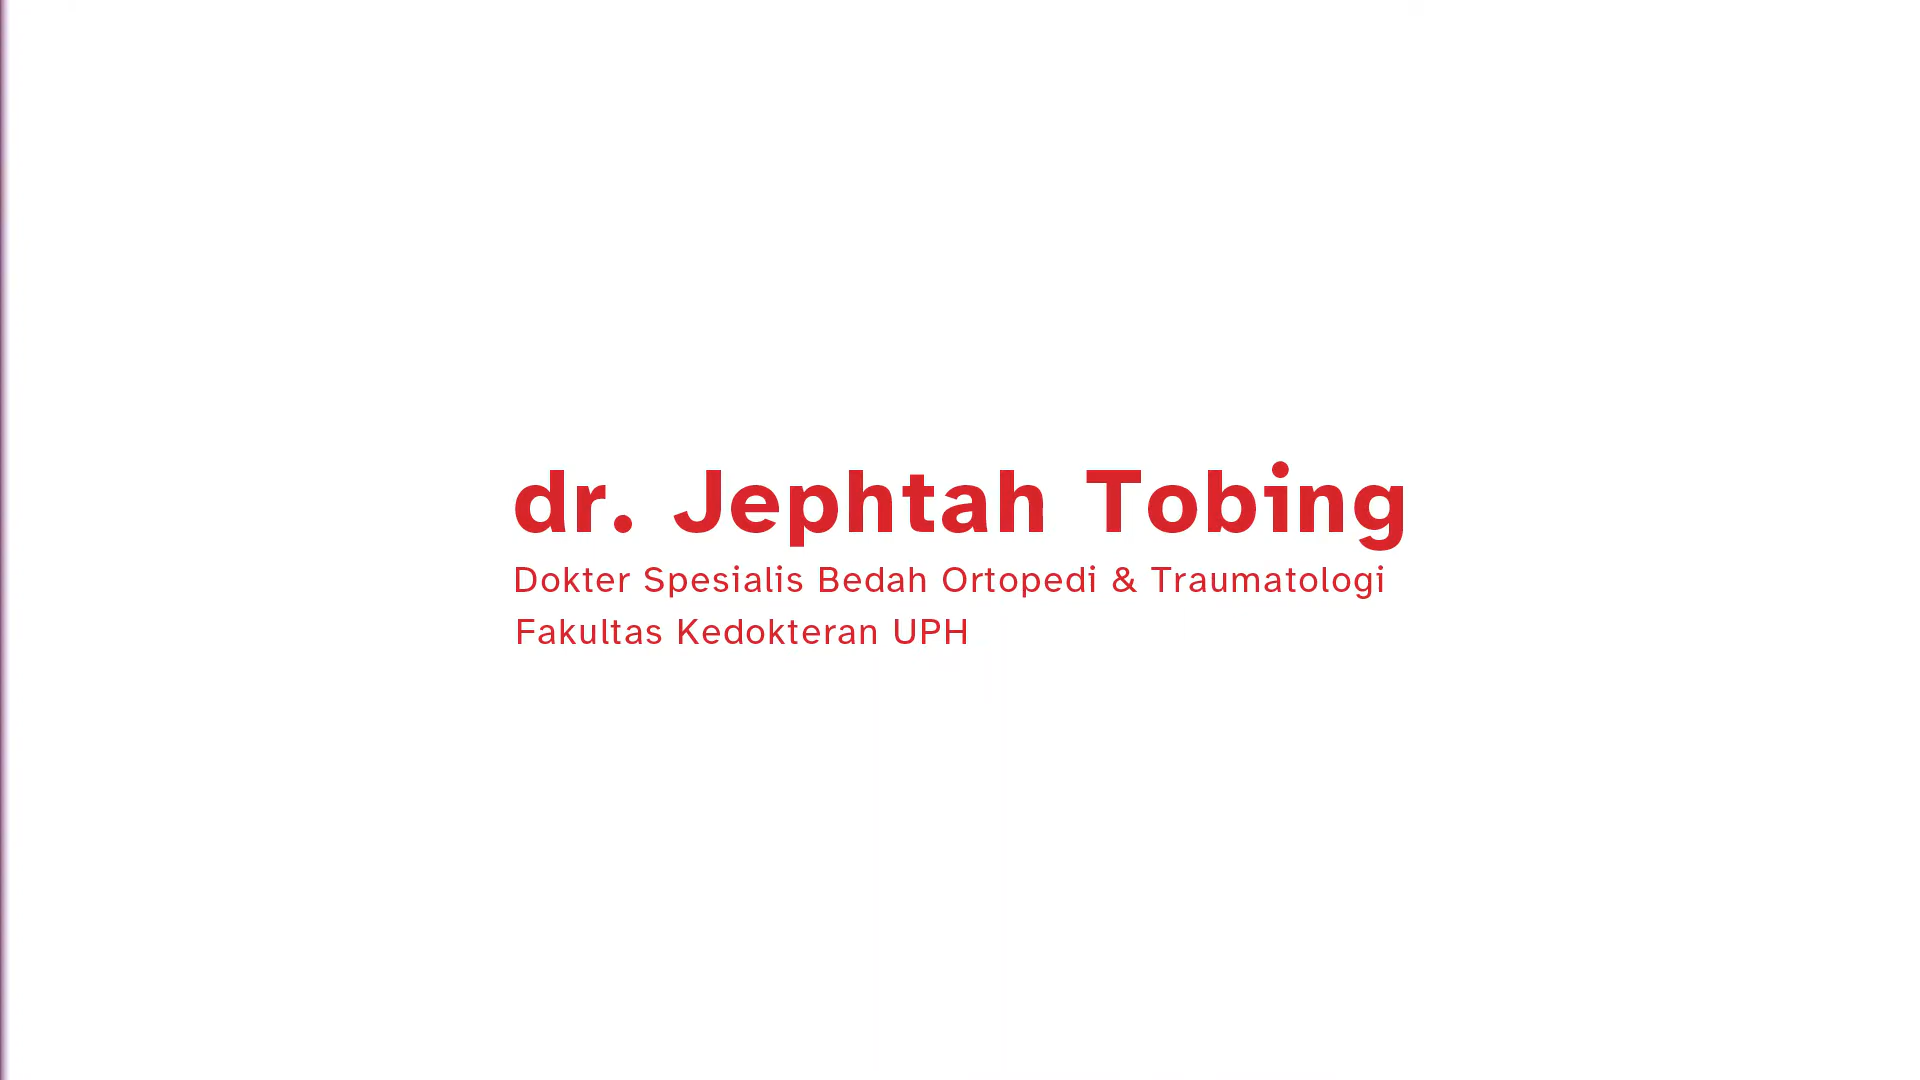 dr. Jephtah Tobing
Dokter Spesialis Bedah Ortopedi & Traumatologi
Fakultas Kedokteran UPH